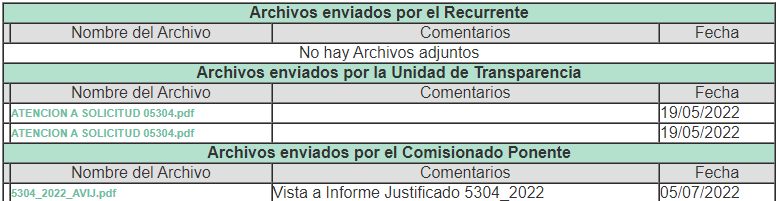 Archivos enviados por el Recurrente
Nombre del Archivo Comentarios Fecha
No hay Archivos adjuntos
Archivos enviados por la Unidad de Transparencia
Nombre del Archivo Comentarios Fecha
ATENCION A SOLICITUD 05304.pdf 19/05/2022
ATENCION A SOLICITUD 05304.pdf 19/05/2022
Archivos enviados por el Comisionado Ponente
Nombre del Archivo Comentarios Fecha
5304_2022_AVIJ.pdf Vista a Informe Justificado 5304_2022 05/07/2022